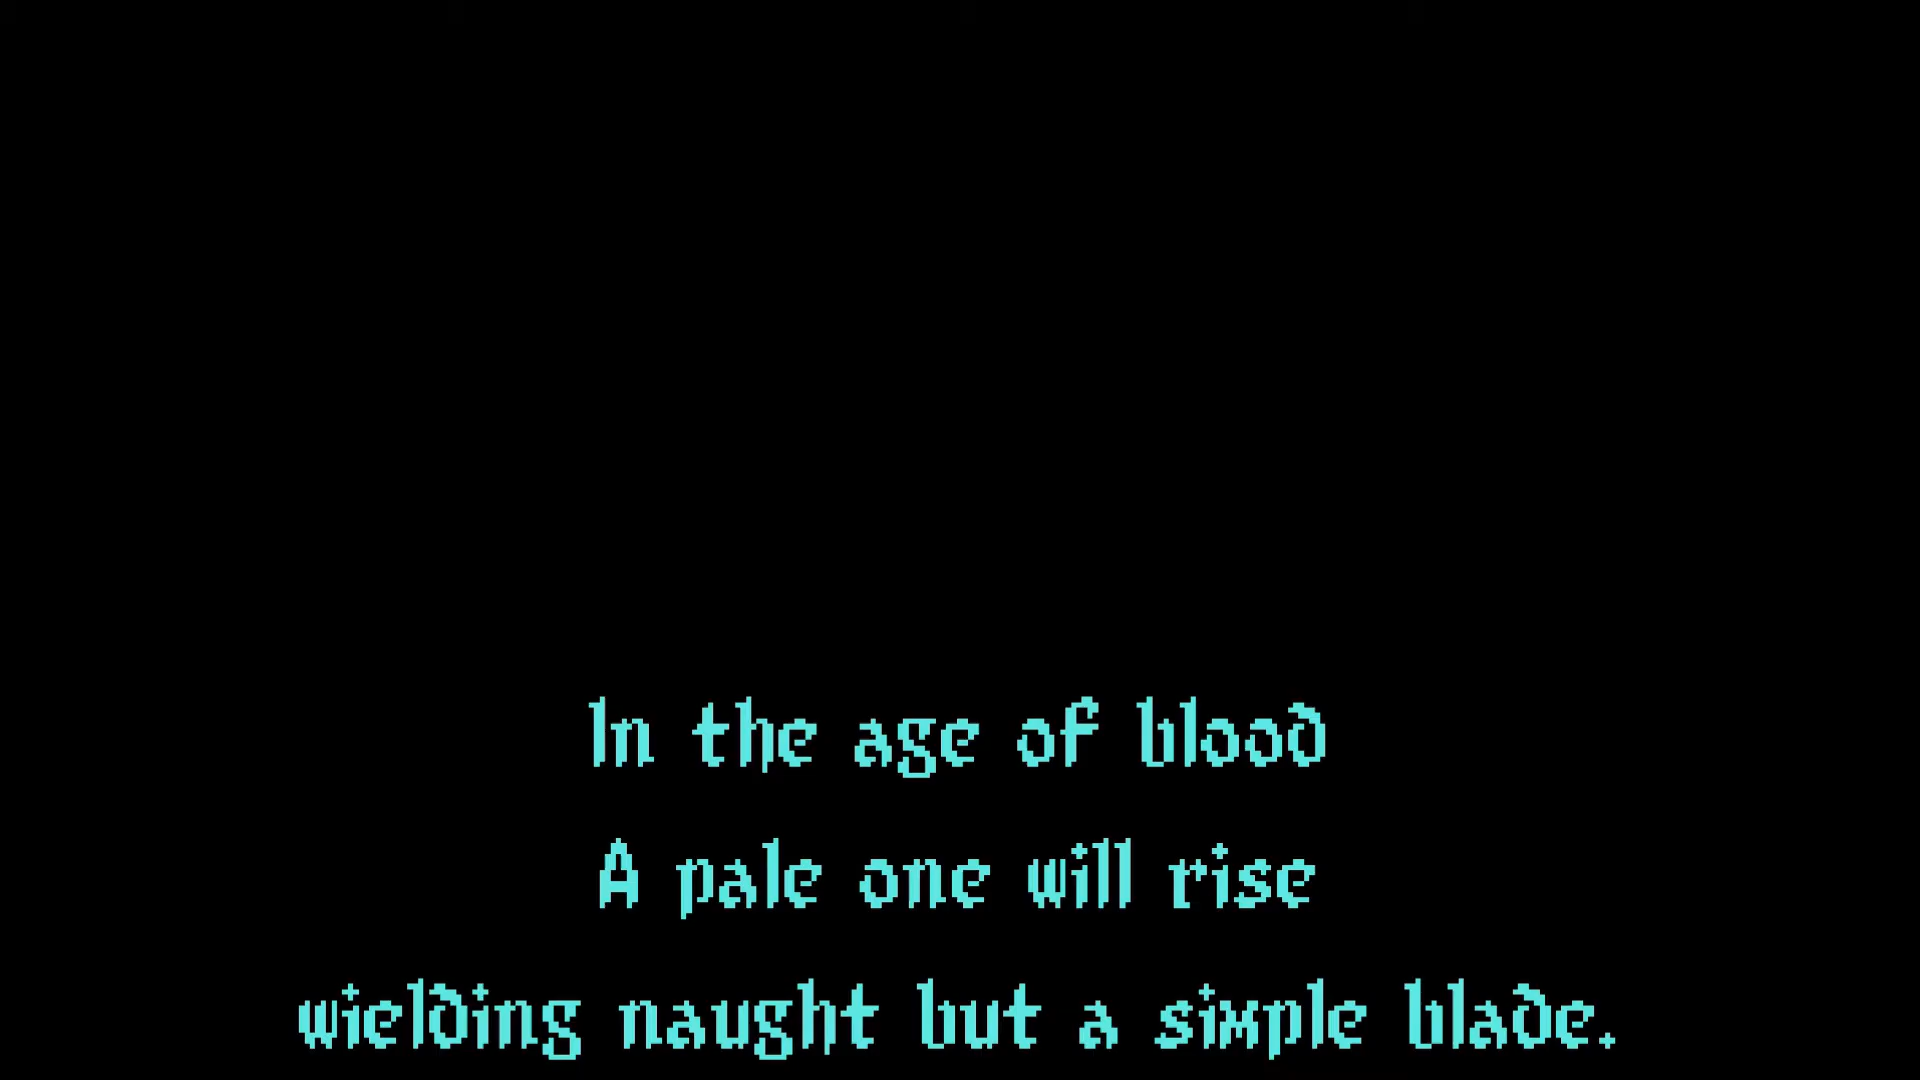 In the age of blood
A pale one will rise
wielding naught but a simple blade.